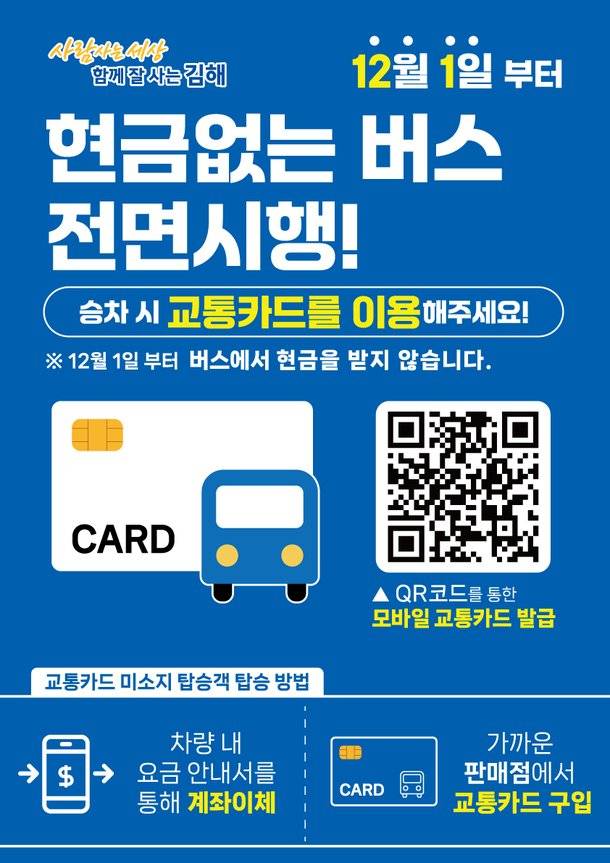 사람사는 세상
함께 잘 사는 김해
12월 1일 부터
현금없는 버스
전면시행!
승차 시 교통카드를 이용해주세요!
※ 12월 1일 부터 버스에서 현금을 받지 않습니다.
CARD
▲ QR코드를 통한
모바일 교통카드 발급
교통카드 미소지 탑승객 탑승 방법
$
차량 내
요금 안내서를
통해 계좌이체
CARD
가까운
판매점에서
교통카드 구입